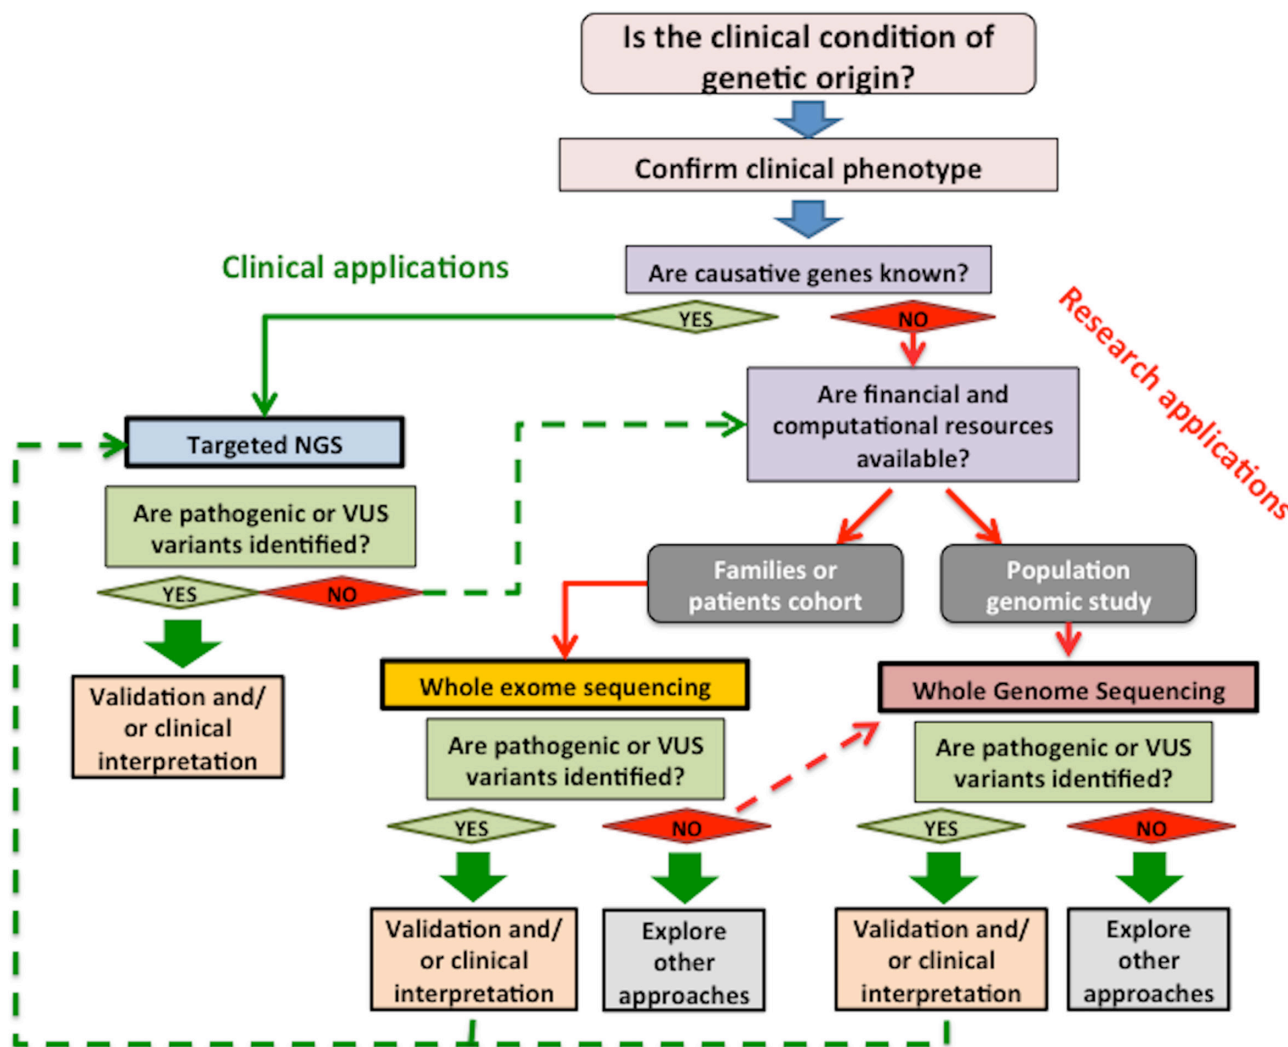 Is the clinical condition of
genetic origin?
Confirm clinical phenotype
Clinical applications
Are causative genes known?
YES
NO
Research applications
Are financial and
computational resources
available?
Targeted NGS
Are pathogenic or VUS
variants identified?
YES
NO
Families or
patients cohort
Population
genomic study
Validation and/
or clinical
interpretation
Whole exome sequencing
Whole Genome Sequencing
Are pathogenic or VUS
variants identified?
Are pathogenic or VUS
variants identified?
YES
NO
YES
NO
Validation and/
or clinical
interpretation
Explore
other
approaches
Validation and/
or clinical
interpretation
Explore
other
approaches